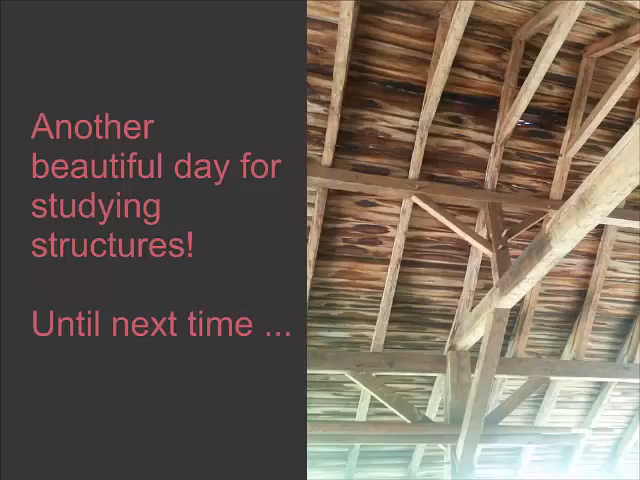 Another
beautiful day for
studying
structures!
Until next time ...